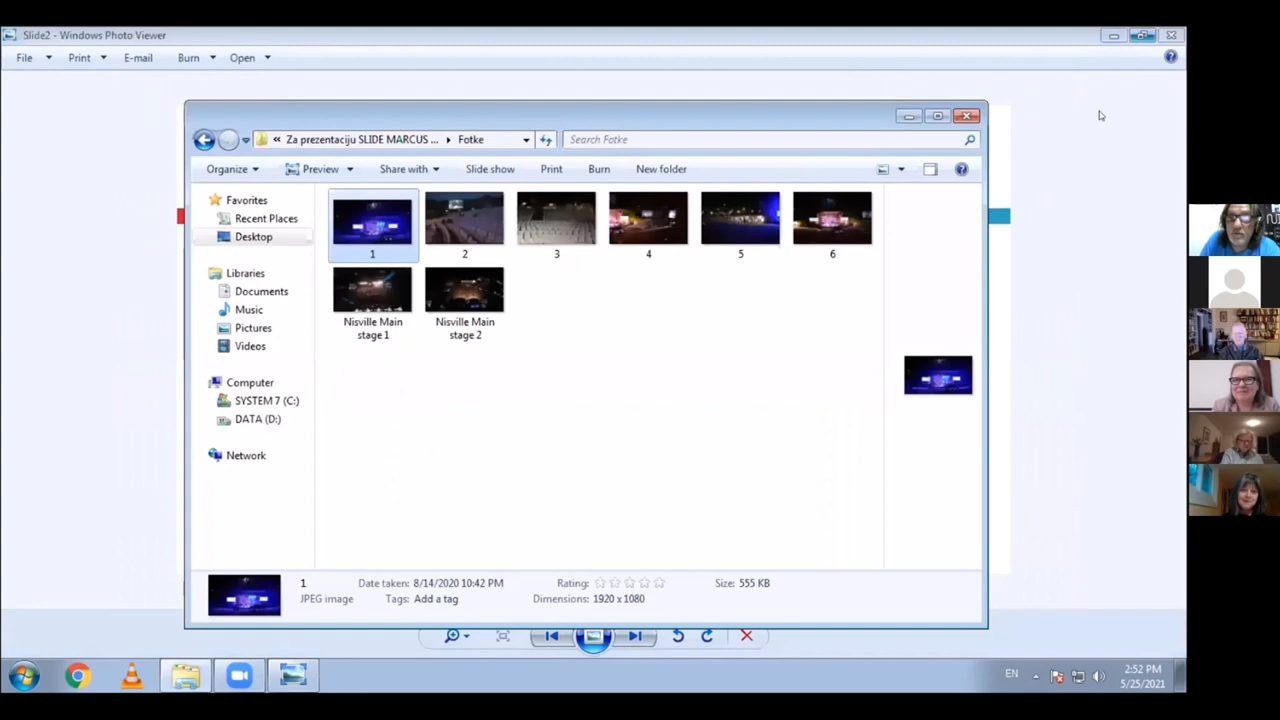 Slide2 - Windows Photo Viewer
File Print E-mail Burn Open
« Za prezentaciju SLIDE MARCUS ... Fotke Search Fotke
Organize Preview Share with Slide show Print Burn New folder
Favorites
Recent Places
Desktop
Libraries
Documents
Music
Pictures
Videos
Computer
SYSTEM 7 (C:)
DATA (D:)
Network
1 2 3 4 5 6
Nisville Main stage 1
Nisville Main stage 2
1 Date taken: 8/14/2020 10:42 PM Rating: Size: 555 KB
JPEG image Tags: Add a tag Dimensions: 1920 x 1080
EN 2:52 PM
5/25/2021